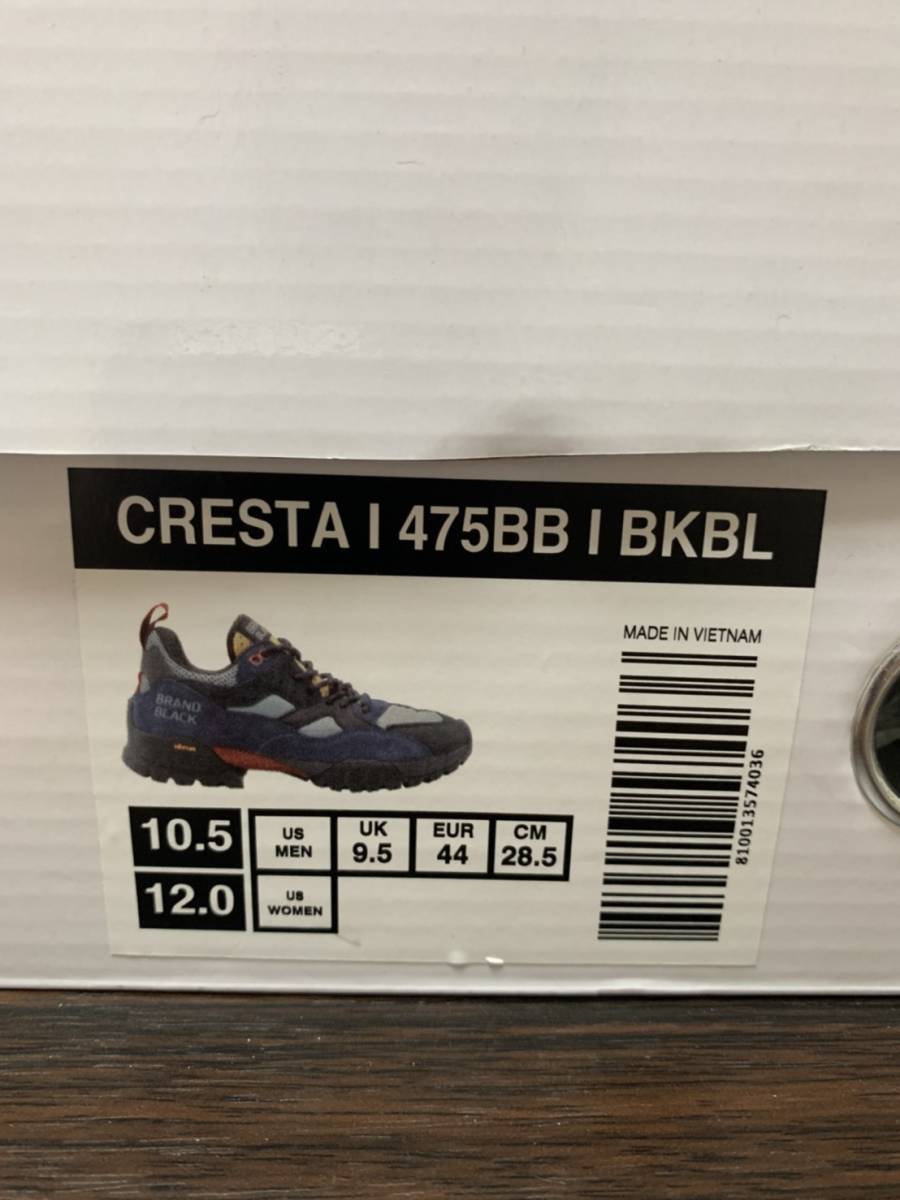 CRESTA I 475BB I BKBL
MADE IN VIETNAM
BRAND
BLACK
810013574036
10.5 US MEN UK 9.5 EUR 44 CM 28.5
12.0 US WOMEN